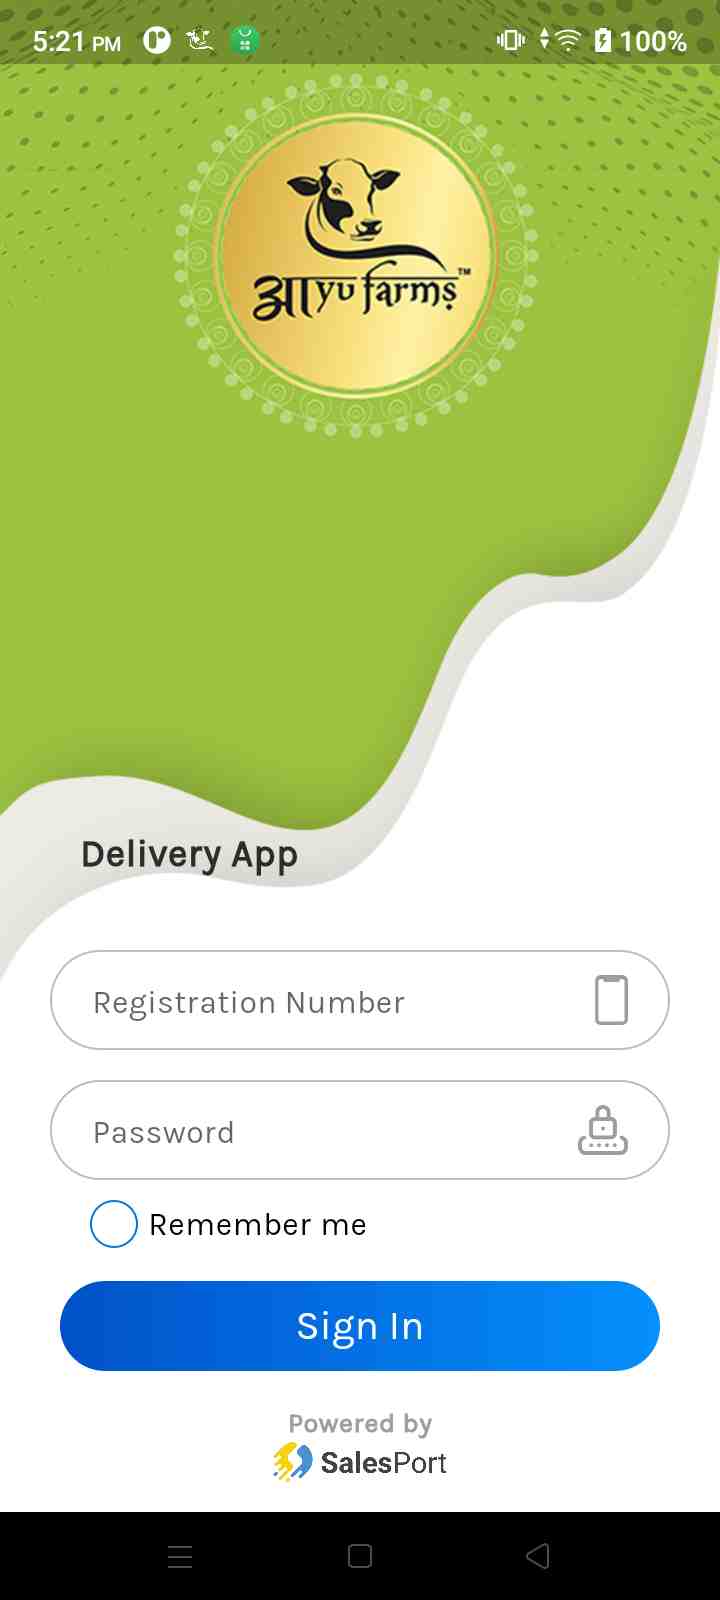 5:21 PM
100%
आyu farms™
Delivery App
Registration Number
Password
Remember me
Sign In
Powered by
SalesPort